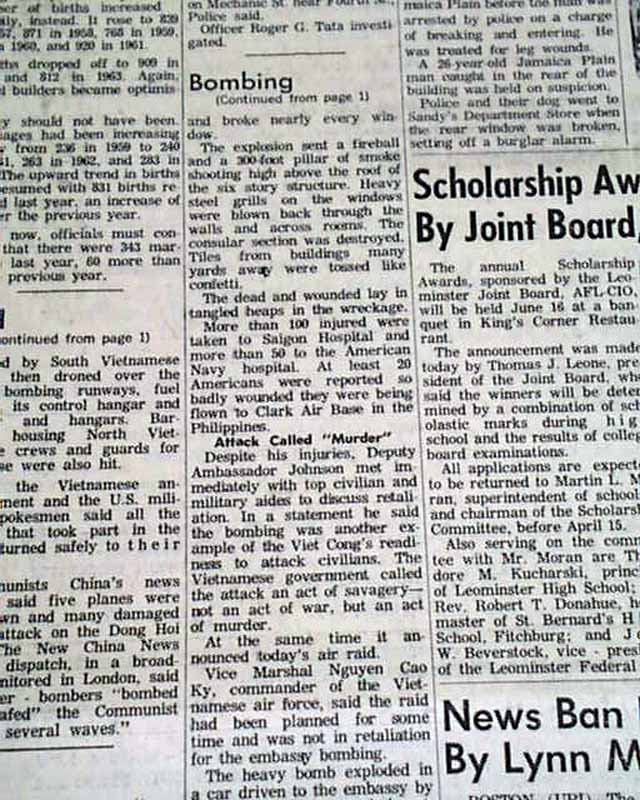 er of births increased
ly, instead. It rose to 839
57, 871 in 1958, 768 in 1959,
n 1960, and 920 in 1961.
ths dropped off to 909 in
and 812 in 1963. Again,
l builders became optimis-
y should not have been.
iages had been increasing
from 236 in 1959 to 240
61, 263 in 1962, and 283 in
The upward trend in births
esumed with 831 births re-
d last year, an increase of
er the previous year.
now, officials must con-
that there were 343 mar-
last year, 60 more than
previous year.
ontinued from page 1)
d by South Vietnamese
then droned over the
bombing runways, fuel
its control hangar and
and hangars. Bar-
housing North Viet-
e crews and guards for
se were also hit.
the Vietnamese an-
ment and the U.S. mili-
pokesmen said all the
that took part in the
turned safely to their
unists China's news
said five planes were
wn and many damaged
attack on the Dong Hoi
The New China News
dispatch, in a broad-
nitored in London, said
er - bombers "bombed
afed" the Communist
several waves."
on Mechanic St. near Fourth
Police said.
Officer Roger G. Tata investi-
gated.
Bombing
(Continued from page 1)
and broke nearly every win-
dow.
The explosion sent a fireball
and a 300-foot pillar of smoke
shooting high above the roof of
the six story structure. Heavy
steel grills on the windows
were blown back through the
walls and across rooms. The
consular section was destroyed.
Tiles from buildings many
yards away were tossed like
confetti.
The dead and wounded lay in
tangled heaps in the wreckage.
More than 100 injured were
taken to Saigon Hospital and
more than 50 to the American
Navy hospital. At least 20
Americans were reported so
badly wounded they were being
flown to Clark Air Base in the
Philippines.
Attack Called "Murder"
Despite his injuries, Deputy
Ambassador Johnson met im-
mediately with top civilian and
military aides to discuss retali-
ation. In a statement he said
the bombing was another ex-
ample of the Viet Cong's readi-
ness to attack civilians. The
Vietnamese government called
the attack an act of savagery—
not an act of war, but an act
of murder.
At the same time it an-
nounced today's air raid.
Vice Marshal Nguyen Cao
Ky, commander of the Viet-
namese air force, said the raid
had been planned for some
time and was not in retaliation
for the embassy bombing.
The heavy bomb exploded in
a car driven to the embassy by
maica Plain before the man was
arrested by police on a charge
of breaking and entering. He
was treated for leg wounds.
A 26-year-old Jamaica Plain
man caught in the rear of the
building was held on suspicion.
Police and their dog went to
Sandy's Department Store when
the rear window was broken,
setting off a burglar alarm.
Scholarship Aw
By Joint Board,
The annual Scholarship
Awards, sponsored by the Leo-
minster Joint Board, AFL-CIO,
will be held June 16 at a ban-
quet in King's Corner Restau-
rant.
The announcement was made
today by Thomas J. Leone, pre-
sident of the Joint Board, wh
said the winners will be deter
mined by a combination of sch
olastic marks during hig
school and the results of colleg
board examinations.
All applications are expect
to be returned to Martin L. M
ran, superintendent of school
and chairman of the Scholarsh
Committee, before April 15.
Also serving on the comm
tee with Mr. Moran are Th
dore M. Kucharski, princ
of Leominster High School;
Rev. Robert T. Donahue, h
master of St. Bernard's H
School, Fitchburg; and J.
W. Beverstock, vice - presi
of the Leominster Federal
News Ban
By Lynn M
BOSTON (UPI) The